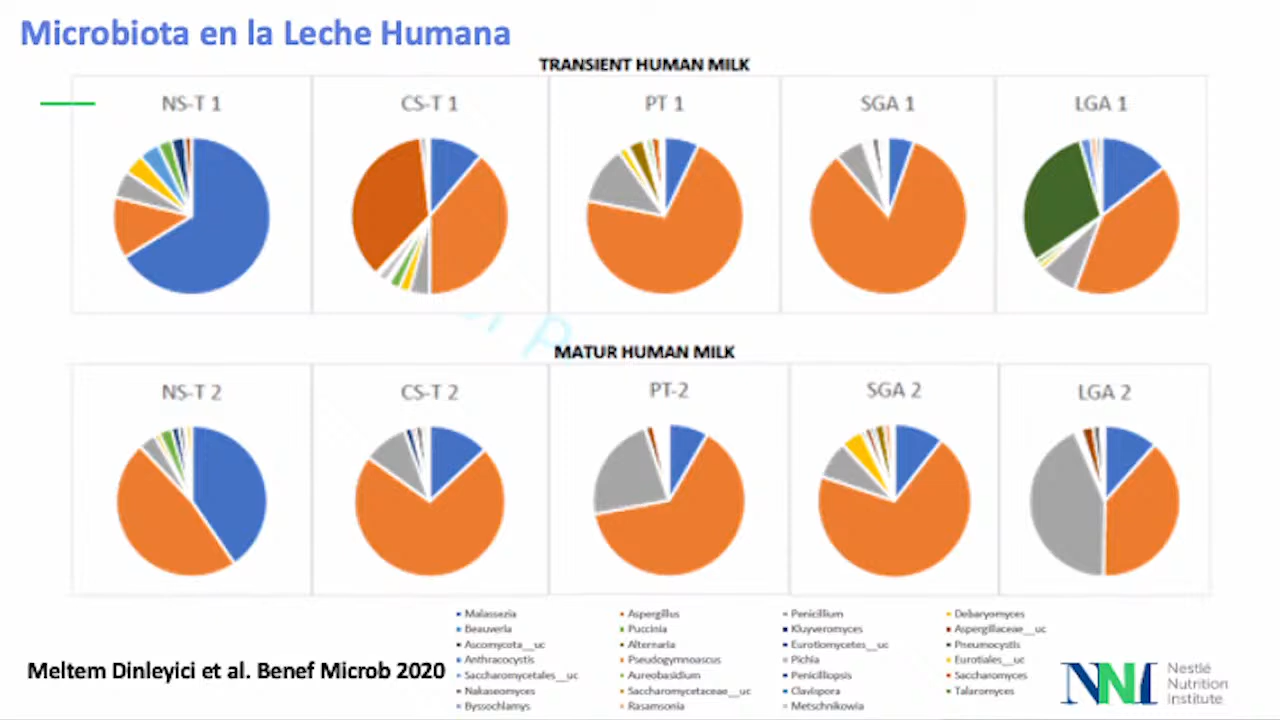 Microbiota en la Leche Humana
TRANSIENT HUMAN MILK
NS-T 1
CS-T 1
PT 1
SGA 1
LGA 1
MATUR HUMAN MILK
NS-T 2
CS-T 2
PT-2
SGA 2
LGA 2
Malassezia Aspergillus Penicillium Debaryomyces
Beauveria Puccinia Kluyveromyces Aspergillaceae__uc
Ascomycota__uc Alternaria Eurotiomycetes__uc Pneumocystis
Anthracocystis Pseudogymnoascus Pichia Eurotiales__uc
Saccharomycetales__uc Aureobasidium Penicilliopsis Saccharomyces
Nakaseomyces Saccharomycetaceae__uc Clavispora Talaromyces
Byssochlamys Rasamsonia Metschnikowia
Meltem Dinleyici et al. Benef Microb 2020
NNI
Nestlé
Nutrition
Institute